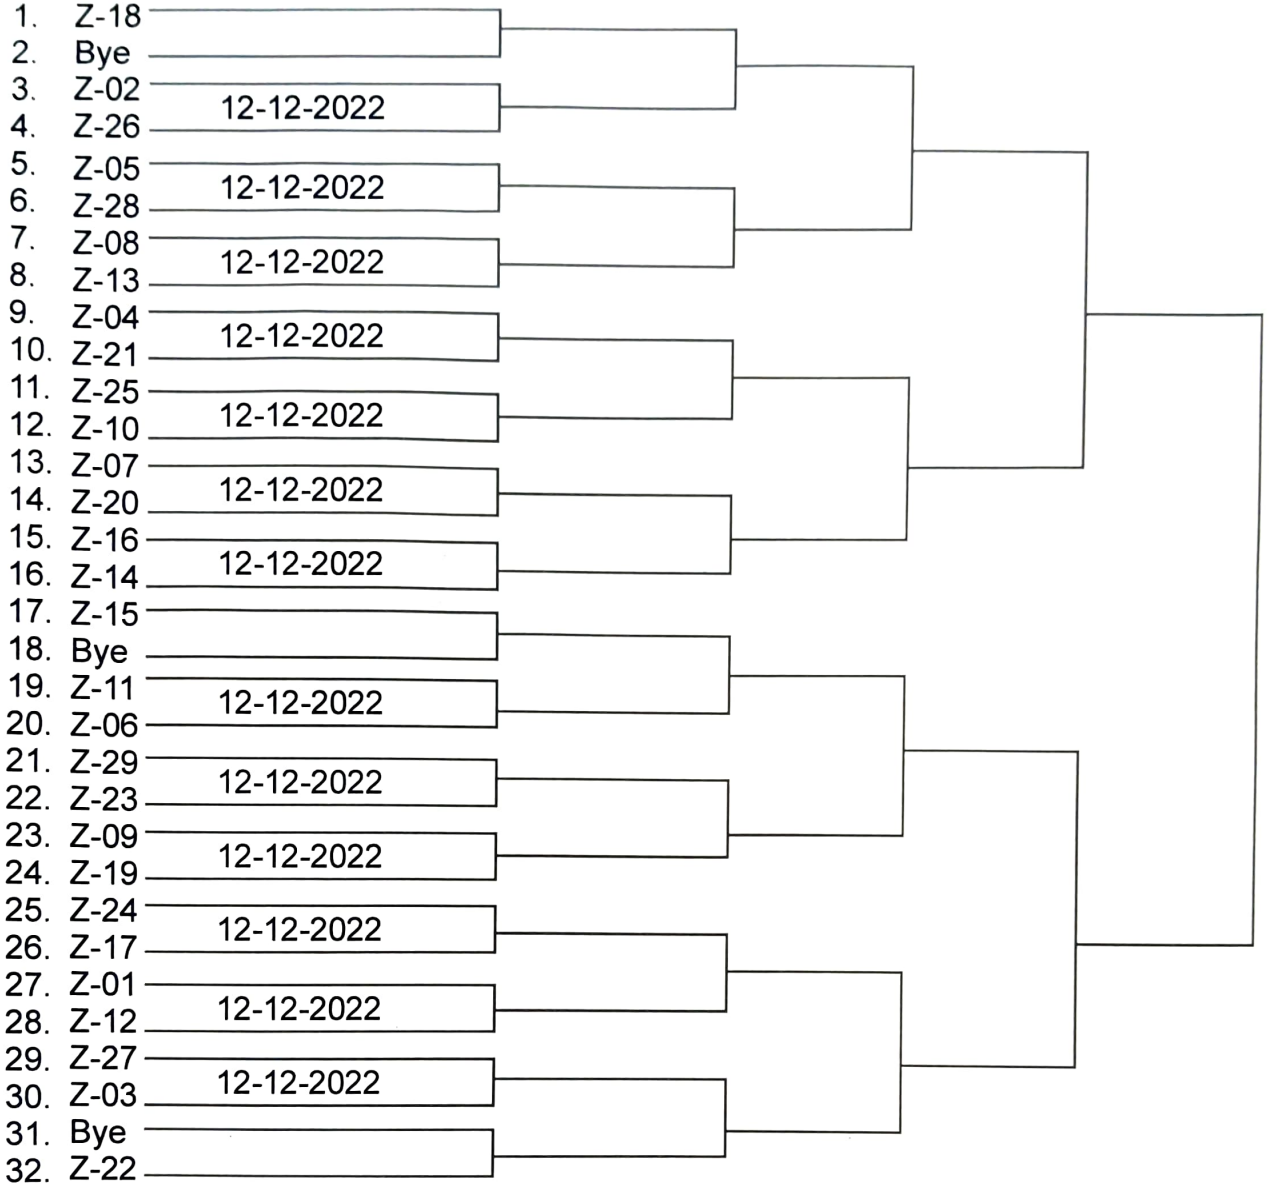 1. Z-18
2. Bye
3. Z-02
12-12-2022
4. Z-26
5. Z-05
12-12-2022
6. Z-28
7. Z-08
12-12-2022
8. Z-13
9. Z-04
12-12-2022
10. Z-21
11. Z-25
12-12-2022
12. Z-10
13. Z-07
12-12-2022
14. Z-20
15. Z-16
12-12-2022
16. Z-14
17. Z-15
18. Bye
19. Z-11
12-12-2022
20. Z-06
21. Z-29
12-12-2022
22. Z-23
23. Z-09
12-12-2022
24. Z-19
25. Z-24
12-12-2022
26. Z-17
27. Z-01
12-12-2022
28. Z-12
29. Z-27
12-12-2022
30. Z-03
31. Bye
32. Z-22